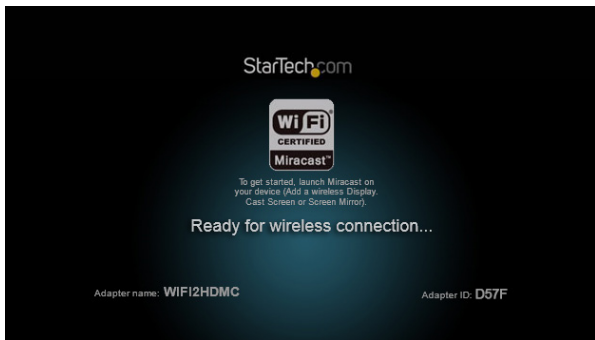 StarTech.com
Wi Fi
CERTIFIED
Miracast™
To get started, launch Miracast on
your device (Add a wireless Display.
Cast Screen or Screen Mirror).
Ready for wireless connection...
Adapter name: WIFI2HDMC
Adapter ID: D57F